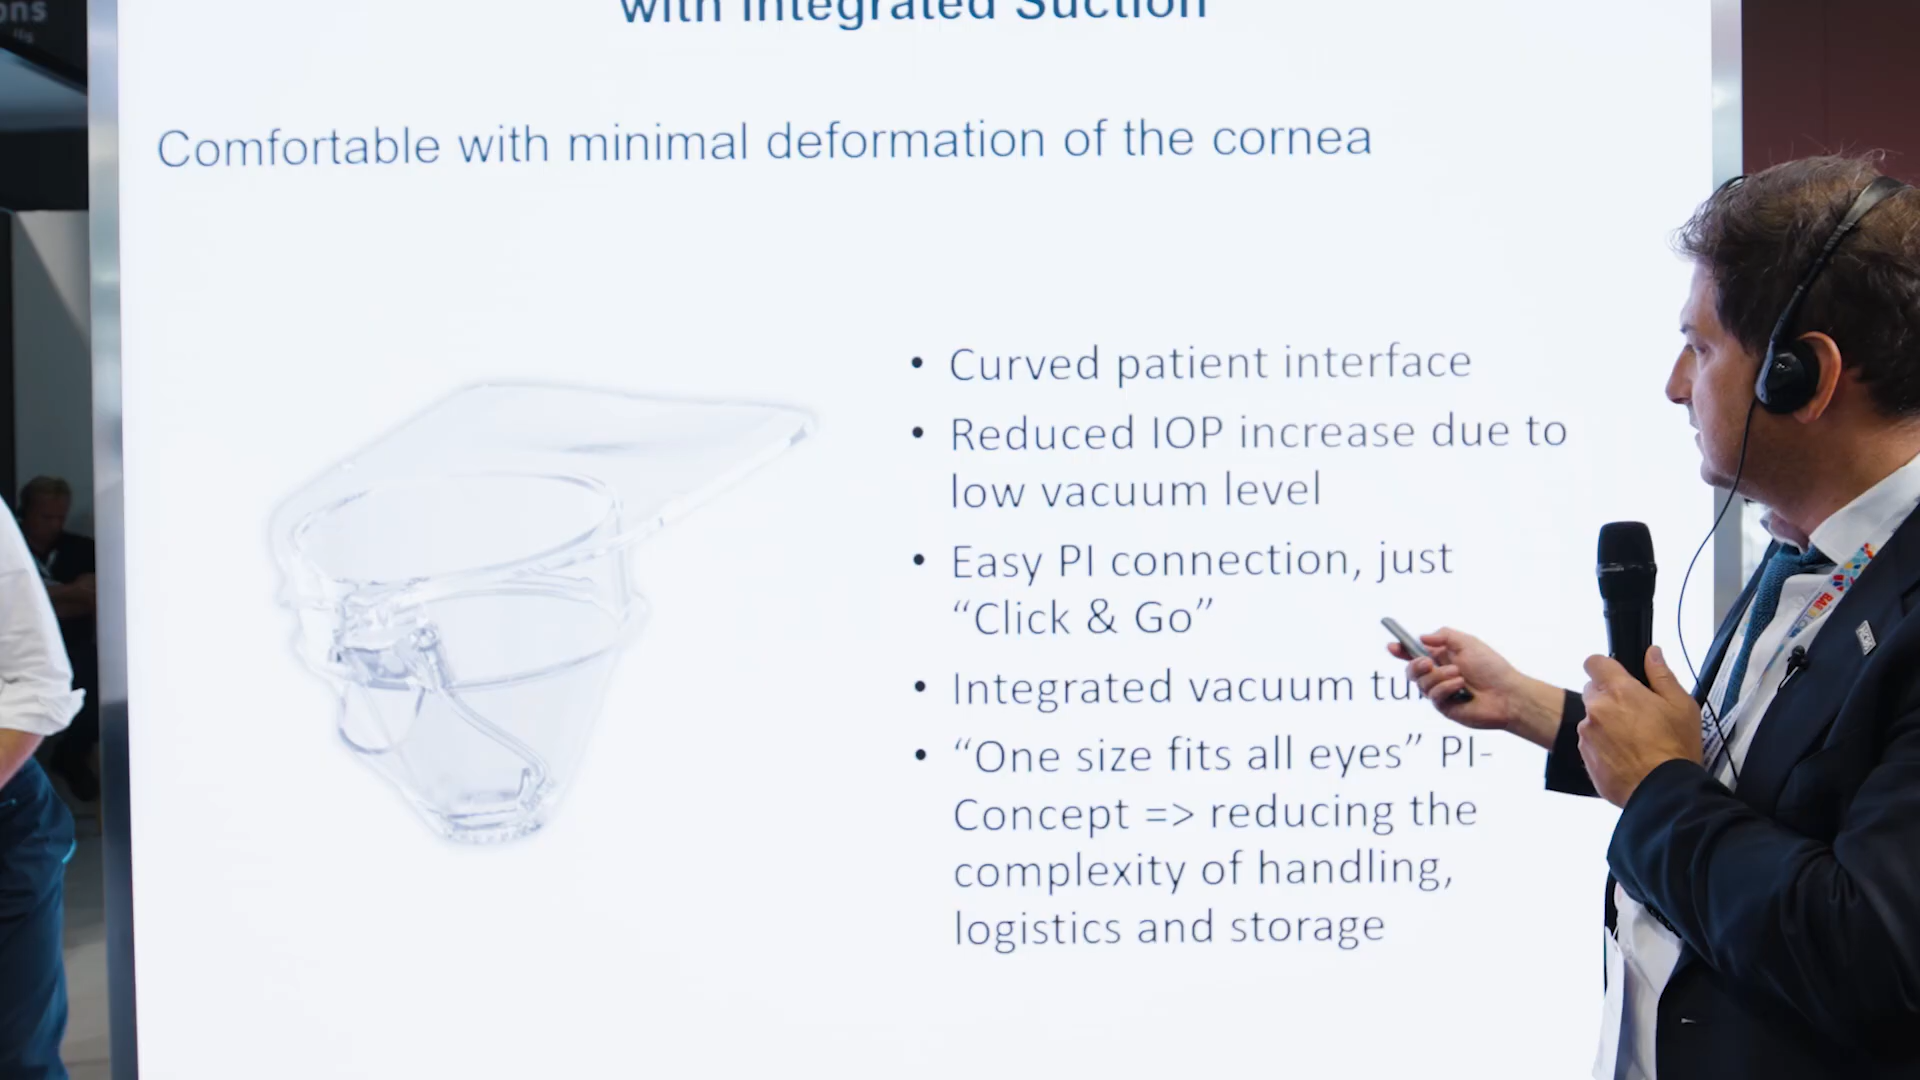 ons
with Integrated Suction
Comfortable with minimal deformation of the cornea
• Curved patient interface
• Reduced IOP increase due to
low vacuum level
• Easy PI connection, just
“Click & Go”
• Integrated vacuum
• “One size fits all eyes” PI-
Concept => reducing the
complexity of handling,
logistics and storage